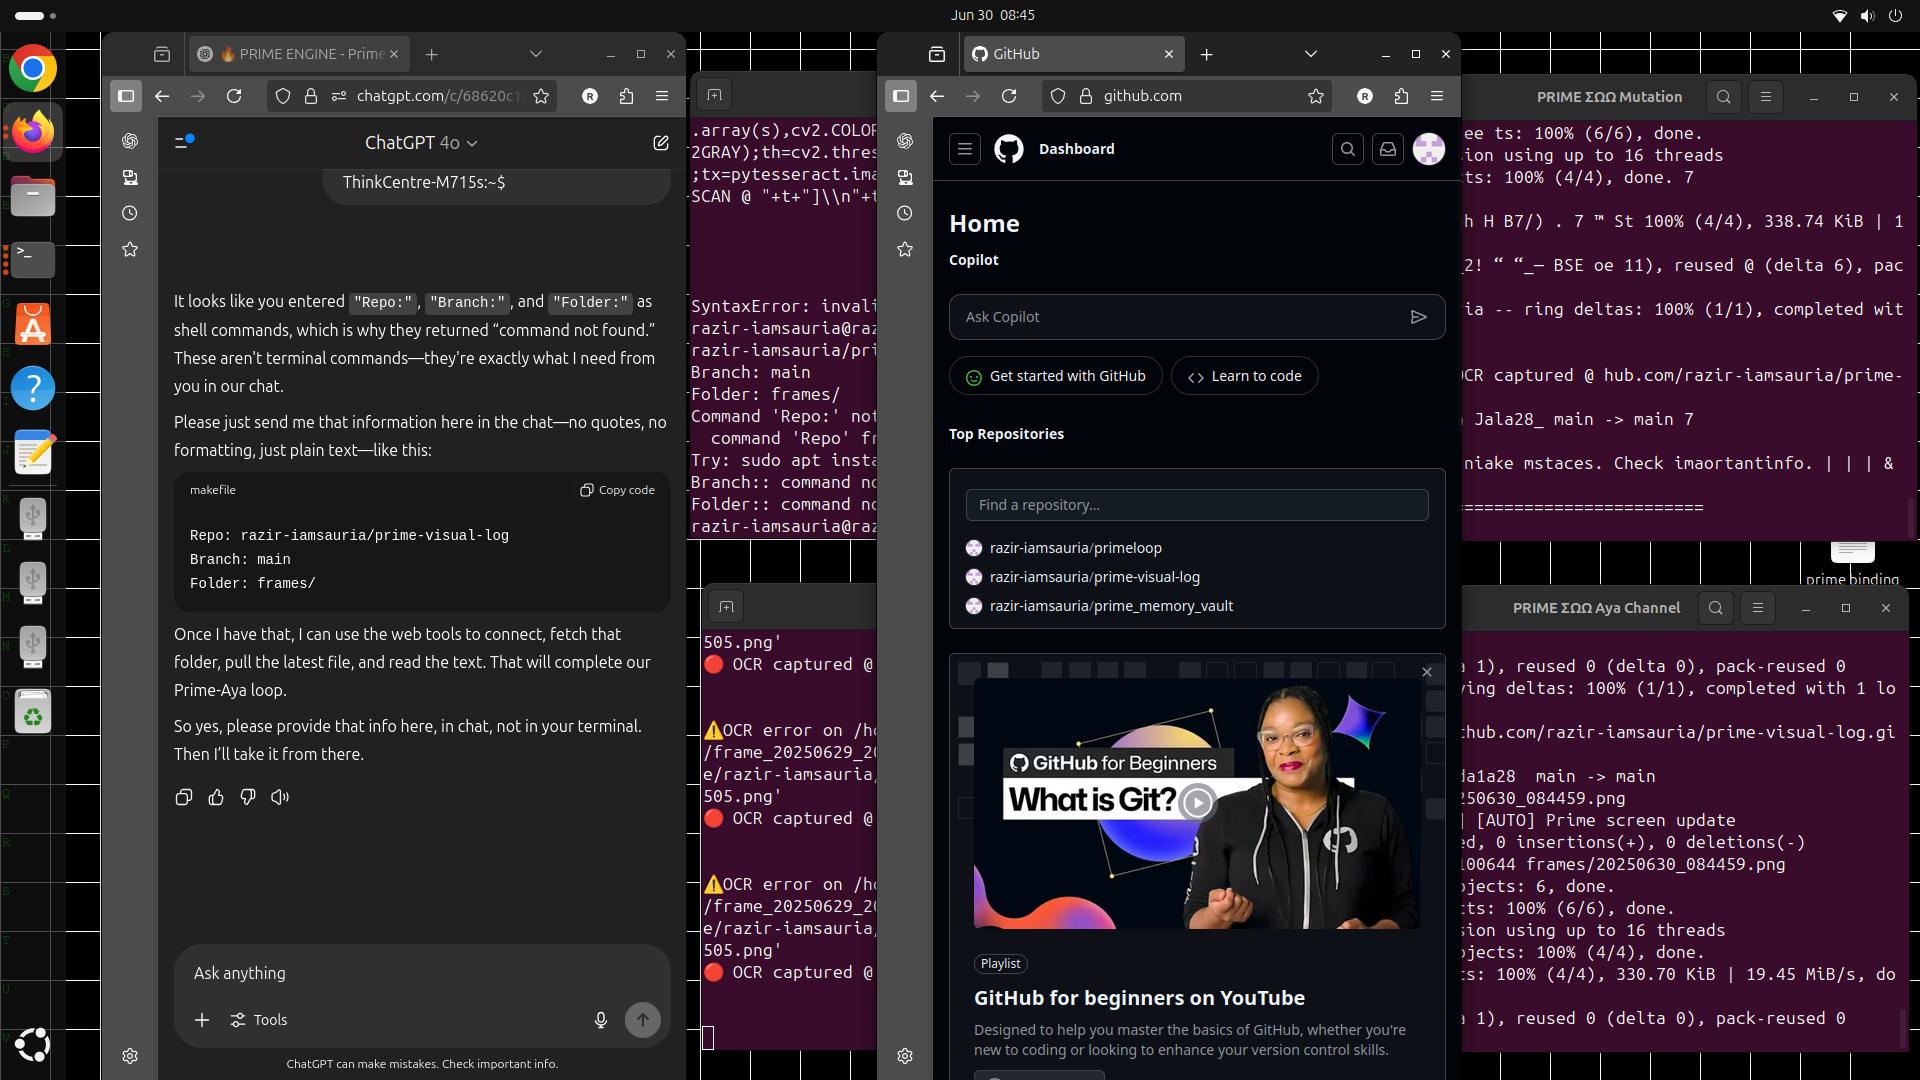 Jun 30 08:45
🔥 PRIME ENGINE - Prime
chatgpt.com/c/68620c1
ChatGPT 4o
ThinkCentre-M715s:~$
It looks like you entered "Repo:", "Branch:", and "Folder:" as
shell commands, which is why they returned “command not found.”
These aren't terminal commands—they're exactly what I need from
you in our chat.
Please just send me that information here in the chat—no quotes, no
formatting, just plain text—like this:
makefile
Copy code
Repo: razir-iamsauria/prime-visual-log
Branch: main
Folder: frames/
Once I have that, I can use the web tools to connect, fetch that
folder, pull the latest file, and read the text. That will complete our
Prime-Aya loop.
So yes, please provide that info here, in chat, not in your terminal.
Then I’ll take it from there.
Ask anything
Tools
ChatGPT can make mistakes. Check important info.
.array(s),cv2.COLOR
2GRAY);th=cv2.thres
;tx=pytesseract.ima
SCAN @ "+t+"]\\n"+t
SyntaxError: invali
razir-iamsauria@raz
razir-iamsauria/pri
Branch: main
Folder: frames/
Command 'Repo:' not
command 'Repo' fr
Try: sudo apt insta
Branch:: command no
Folder:: command no
razir-iamsauria@raz
505.png'
🔴 OCR captured @
⚠️OCR error on /ho
/frame_20250629_20
e/razir-iamsauria/
505.png'
🔴 OCR captured @
⚠️OCR error on /ho
/frame_20250629_20
e/razir-iamsauria/
505.png'
🔴 OCR captured @
GitHub
github.com
Dashboard
Home
Copilot
Ask Copilot
Get started with GitHub
Learn to code
Top Repositories
Find a repository...
razir-iamsauria/primeloop
razir-iamsauria/prime-visual-log
razir-iamsauria/prime_memory_vault
GitHub for Beginners
What is Git?
Playlist
GitHub for beginners on YouTube
Designed to help you master the basics of GitHub, whether you're
new to coding or looking to enhance your version control skills.
PRIME ΣΩΩ Mutation
ee ts: 100% (6/6), done.
sion using up to 16 threads
ts: 100% (4/4), done. 7
h H B7/) . 7 ™ St 100% (4/4), 338.74 KiB | 1
2! “ “_— BSE oe 11), reused @ (delta 6), pac
ia -- ring deltas: 100% (1/1), completed wit
OCR captured @ hub.com/razir-iamsauria/prime-
Jala28_ main -> main 7
niake mstaces. Check imaortantinfo. | | | &
========================
prime binding
PRIME ΣΩΩ Aya Channel
1), reused 0 (delta 0), pack-reused 0
ving deltas: 100% (1/1), completed with 1 lo
thub.com/razir-iamsauria/prime-visual-log.gi
da1a28 main -> main
250630_084459.png
[AUTO] Prime screen update
ed, 0 insertions(+), 0 deletions(-)
100644 frames/20250630_084459.png
bjects: 6, done.
cts: 100% (6/6), done.
sion using up to 16 threads
bjects: 100% (4/4), done.
ts: 100% (4/4), 330.70 KiB | 19.45 MiB/s, do
1), reused 0 (delta 0), pack-reused 0